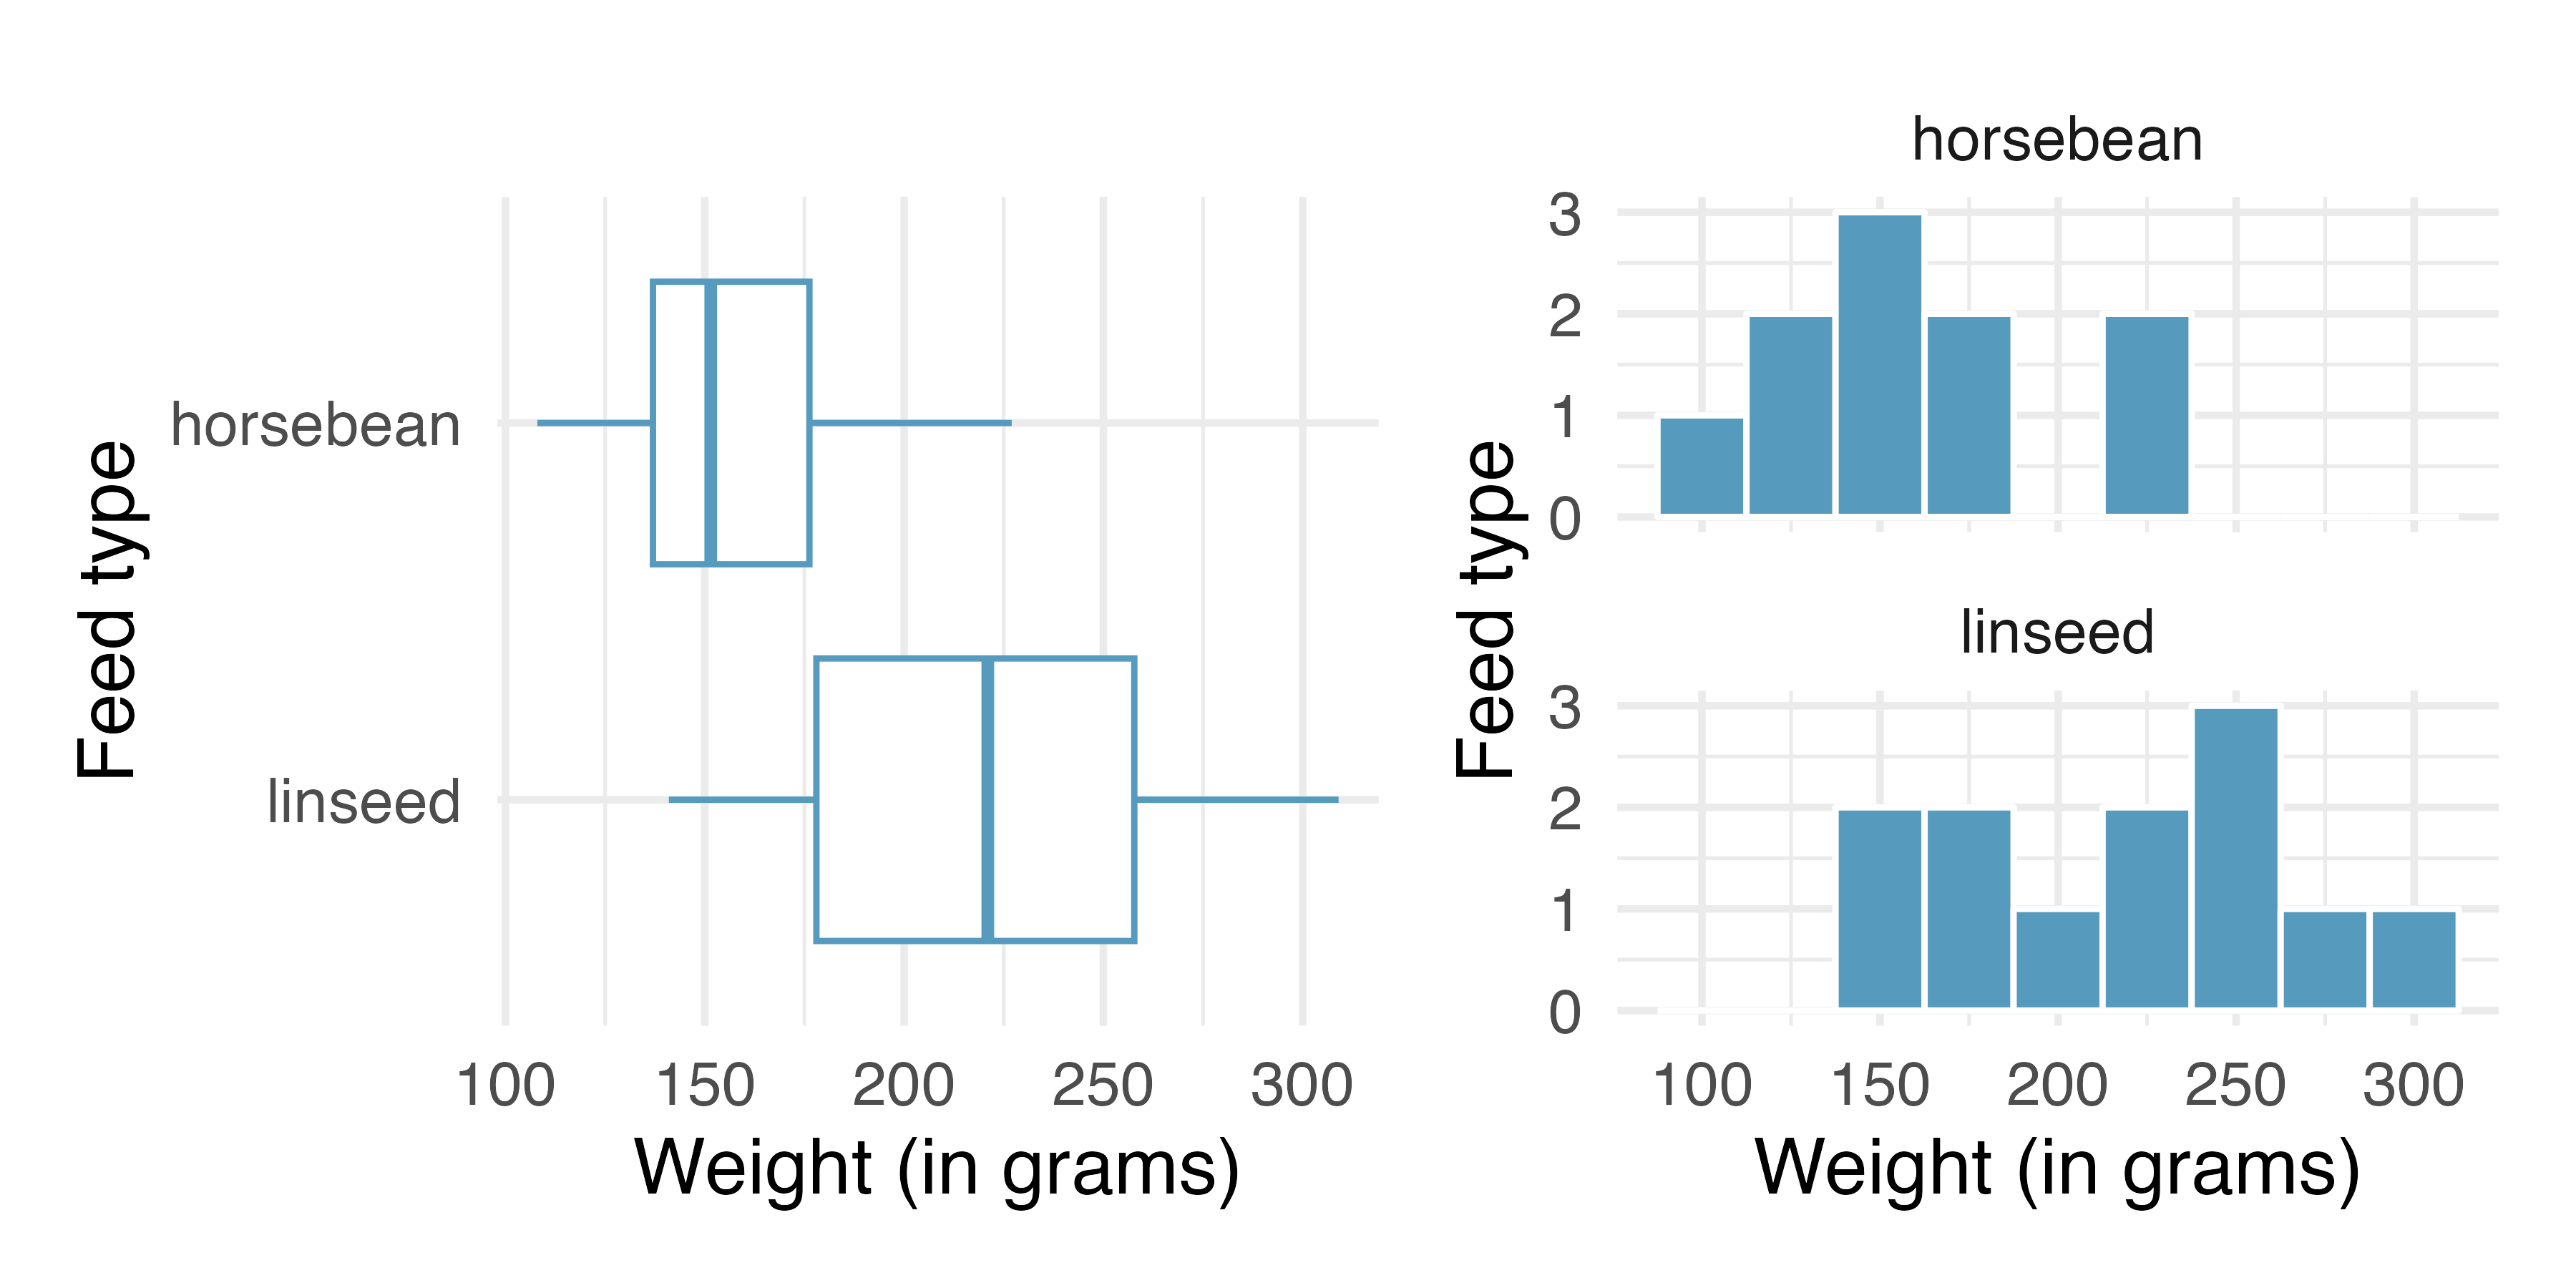 Feed type
horsebean
linseed
100 150 200 250 300
Weight (in grams)
Feed type
horsebean
3
2
1
0
linseed
3
2
1
0
100 150 200 250 300
Weight (in grams)